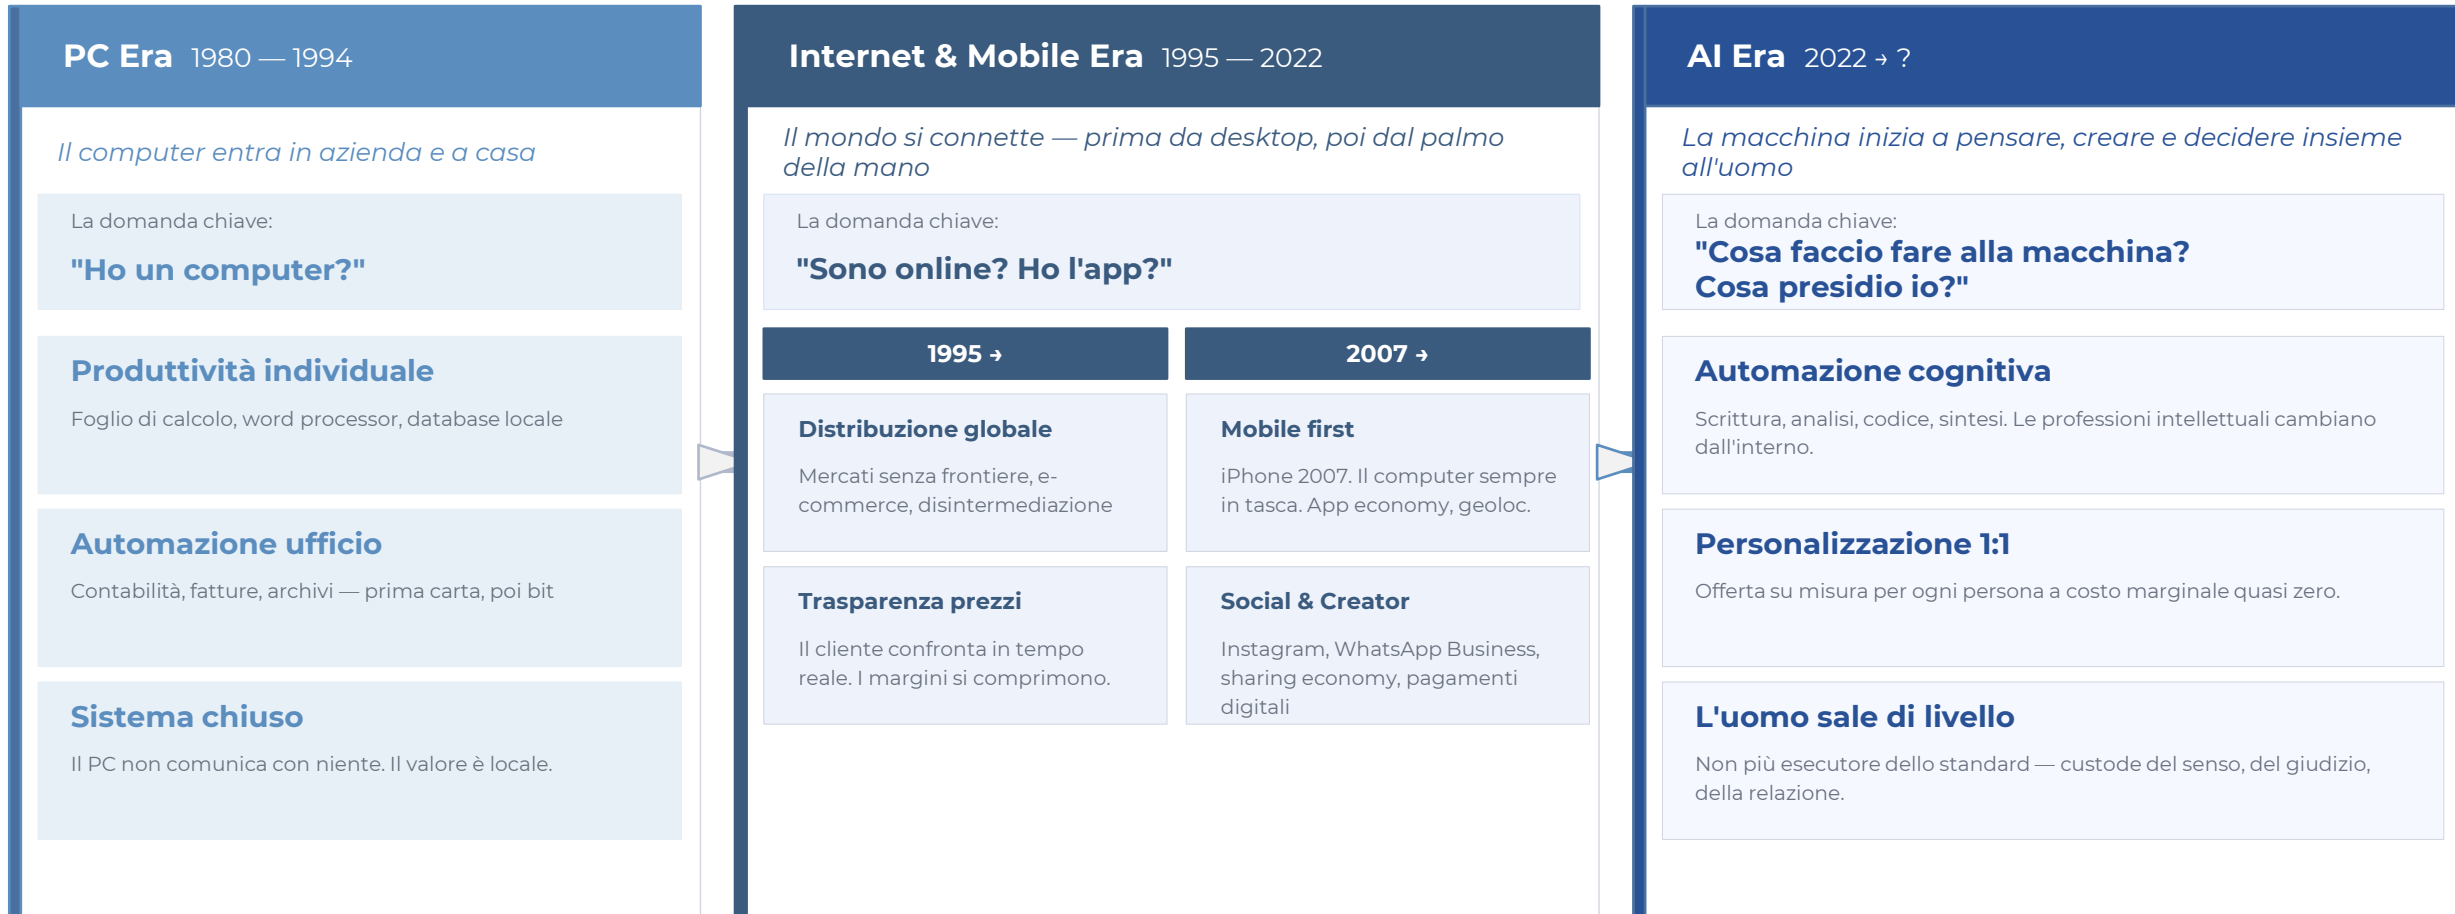 PC Era 1980 — 1994
Il computer entra in azienda e a casa
La domanda chiave:
"Ho un computer?"
Produttività individuale
Foglio di calcolo, word processor, database locale
Automazione ufficio
Contabilità, fatture, archivi — prima carta, poi bit
Sistema chiuso
Il PC non comunica con niente. Il valore è locale.
Internet & Mobile Era 1995 — 2022
Il mondo si connette — prima da desktop, poi dal palmo
della mano
La domanda chiave:
"Sono online? Ho l'app?"
1995 →
Distribuzione globale
Mercati senza frontiere, e-
commerce, disintermediazione
Trasparenza prezzi
Il cliente confronta in tempo
reale. I margini si comprimono.
2007 →
Mobile first
iPhone 2007. Il computer sempre
in tasca. App economy, geoloc.
Social & Creator
Instagram, WhatsApp Business,
sharing economy, pagamenti
digitali
AI Era 2022 → ?
La macchina inizia a pensare, creare e decidere insieme
all'uomo
La domanda chiave:
"Cosa faccio fare alla macchina?
Cosa presidio io?"
Automazione cognitiva
Scrittura, analisi, codice, sintesi. Le professioni intellettuali cambiano
dall'interno.
Personalizzazione 1:1
Offerta su misura per ogni persona a costo marginale quasi zero.
L'uomo sale di livello
Non più esecutore dello standard — custode del senso, del giudizio,
della relazione.